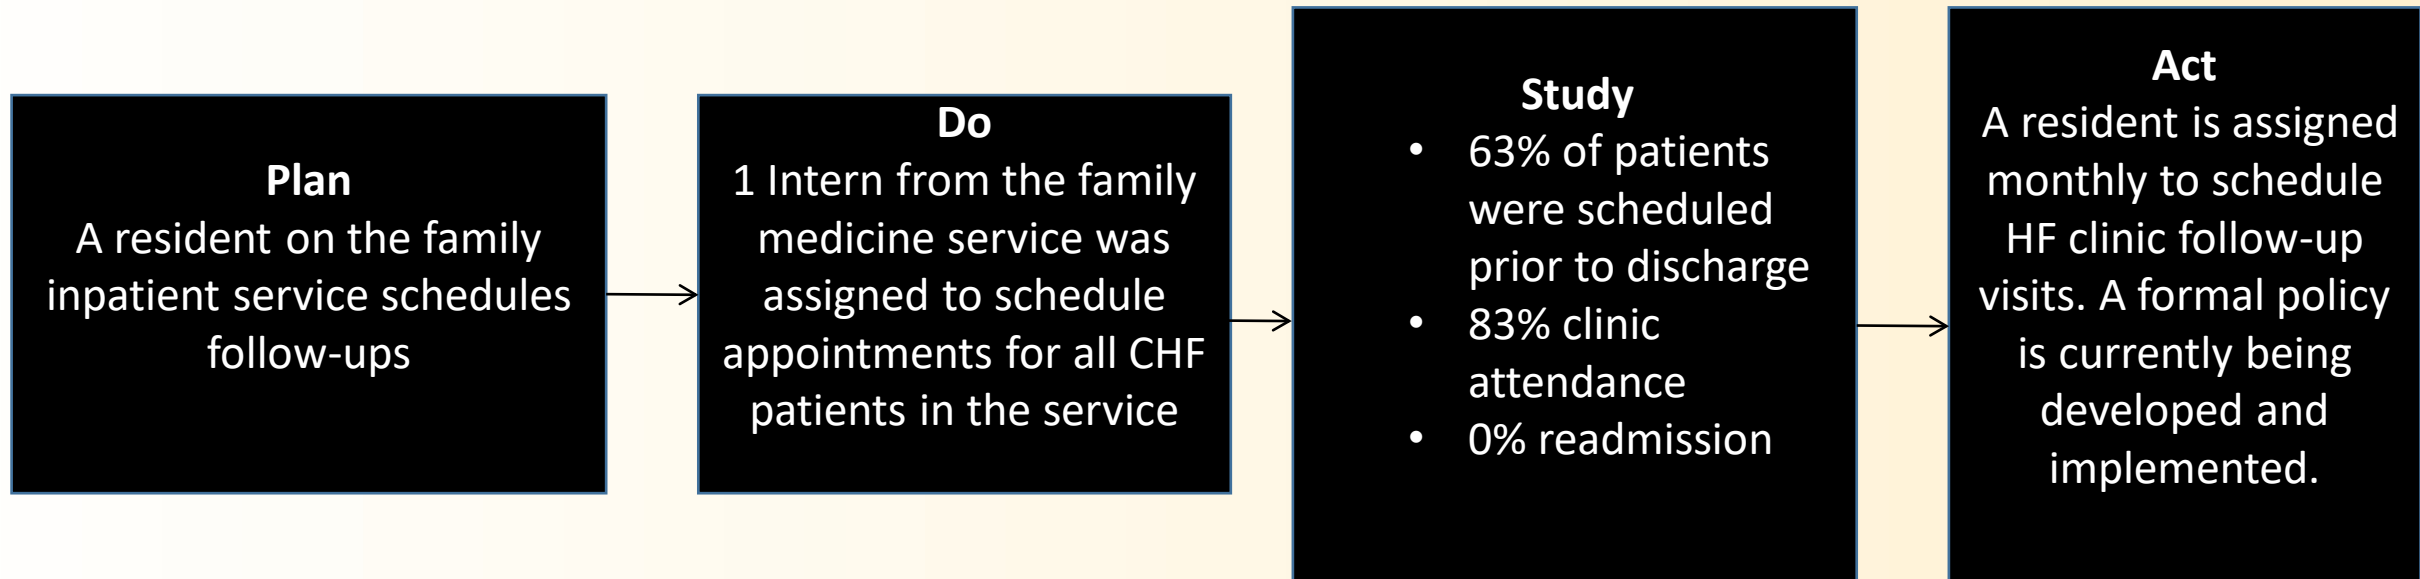 Plan
A resident on the family
inpatient service schedules
follow-ups
Do
1 Intern from the family
medicine service was
assigned to schedule
appointments for all CHF
patients in the service
Study
• 63% of patients
were scheduled
prior to discharge
• 83% clinic
attendance
• 0% readmission
Act
A resident is assigned
monthly to schedule
HF clinic follow-up
visits. A formal policy
is currently being
developed and
implemented.